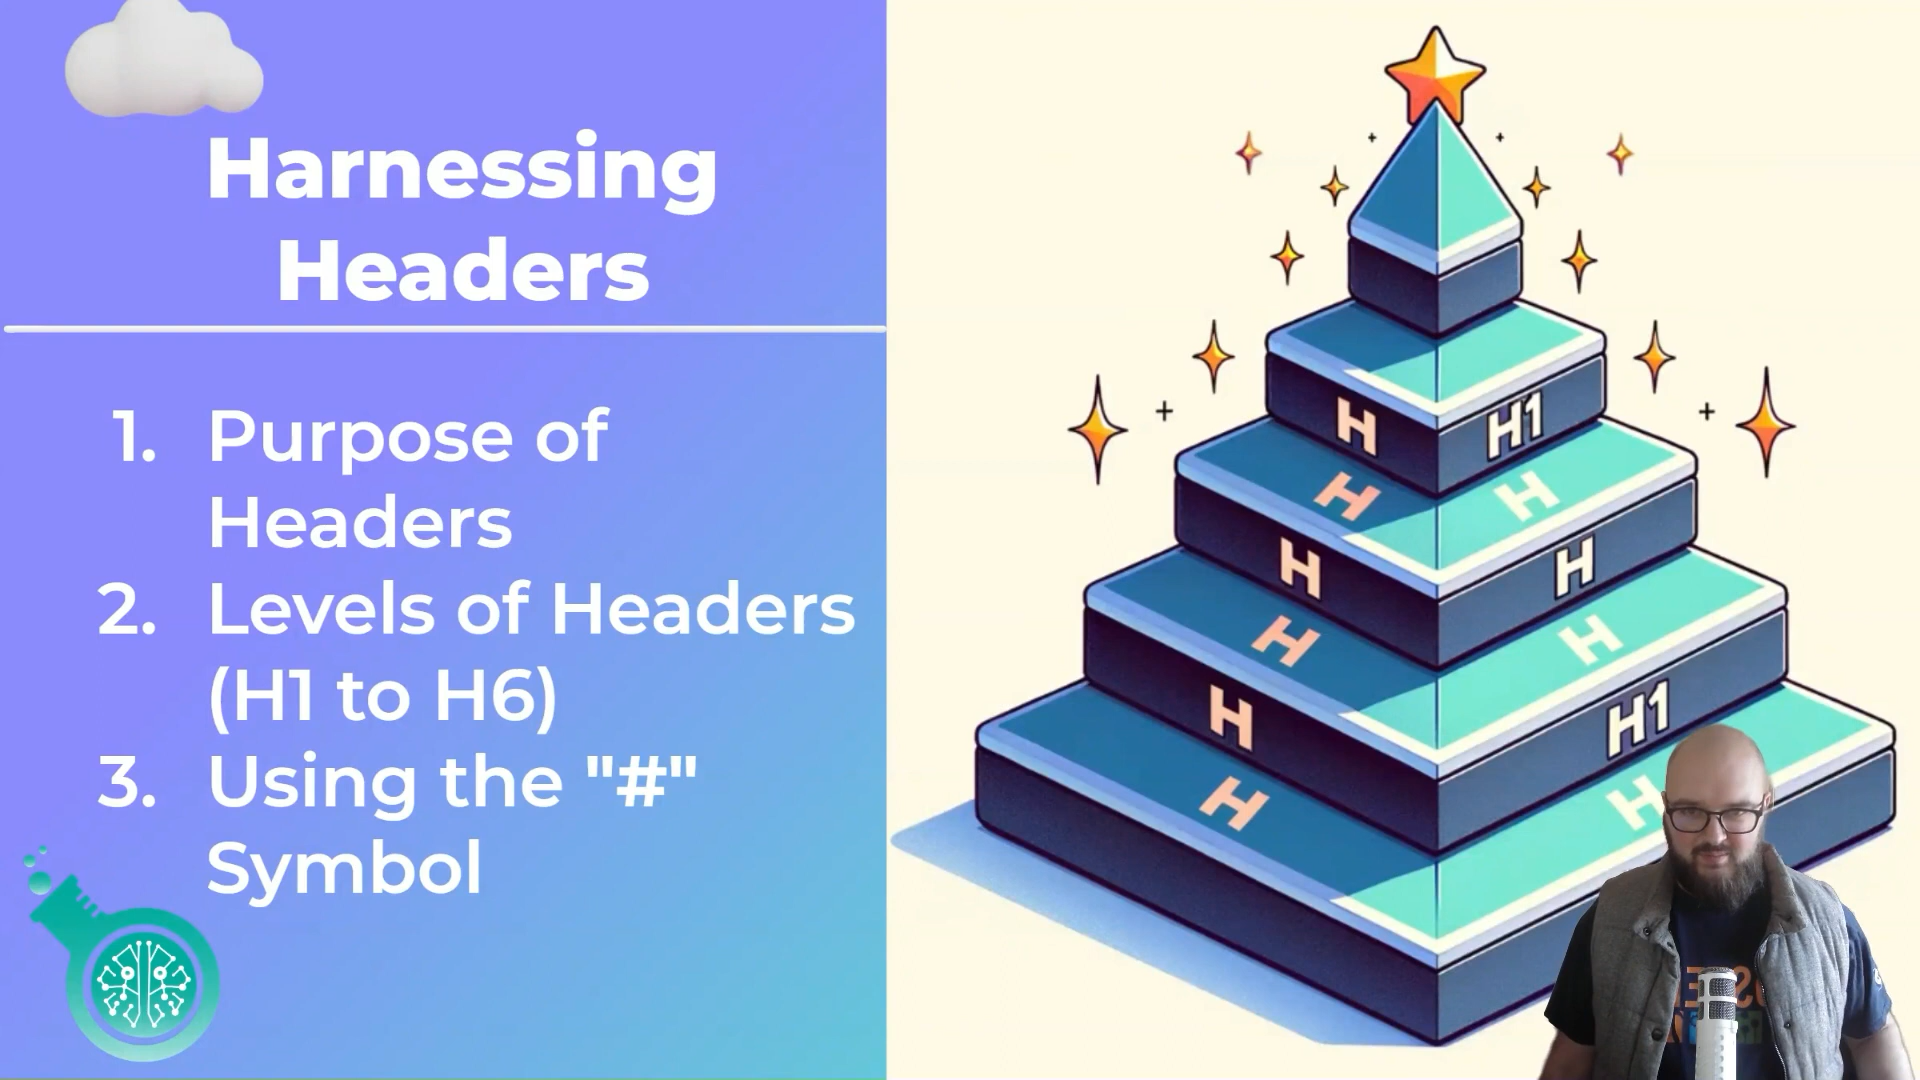 Harnessing
Headers
1. Purpose of
Headers
2. Levels of Headers
(H1 to H6)
3. Using the "#"
Symbol
H H1
H H
H H
H H
H H1
H H